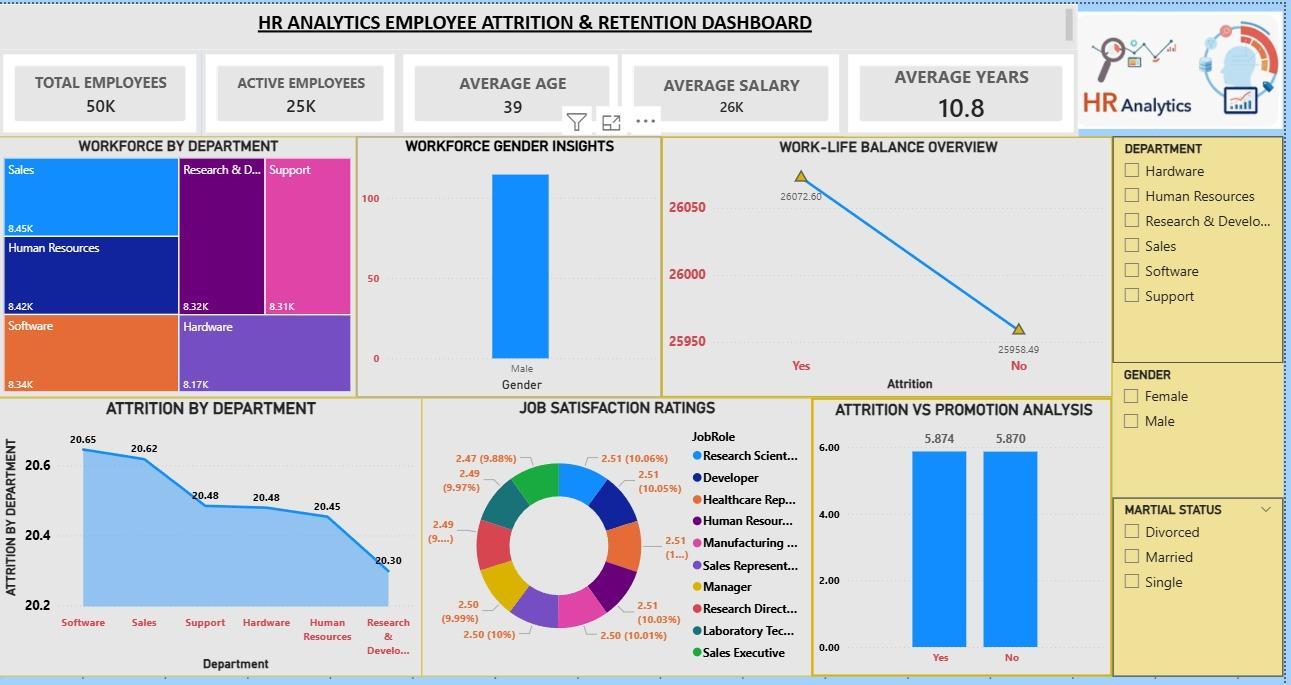 HR ANALYTICS EMPLOYEE ATTRITION & RETENTION DASHBOARD
TOTAL EMPLOYEES
50K
ACTIVE EMPLOYEES
25K
AVERAGE AGE
39
AVERAGE SALARY
26K
AVERAGE YEARS
10.8
HR Analytics
WORKFORCE BY DEPARTMENT
Sales
8.45K
Human Resources
8.42K
Software
8.34K
Research & D...
8.32K
Support
8.31K
Hardware
8.17K
WORKFORCE GENDER INSIGHTS
100
50
0
Male
Gender
WORK-LIFE BALANCE OVERVIEW
26050
26000
25950
26072.60
25958.49
Yes
No
Attrition
DEPARTMENT
Hardware
Human Resources
Research & Develo...
Sales
Software
Support
GENDER
Female
Male
MARTIAL STATUS
Divorced
Married
Single
ATTRITION BY DEPARTMENT
ATTRITION BY DEPARTMENT
20.6
20.4
20.2
20.65
20.62
20.48
20.48
20.45
20.30
Software
Sales
Support
Hardware
Human
Resources
Research
&
Develo...
Department
JOB SATISFACTION RATINGS
2.51 (10.06%)
2.51
(10.05%)
2.51
(1...)
2.51
(10.03%)
2.50 (10.01%)
2.50 (10%)
2.50
(9.99%)
2.49
(9....)
2.49
(9.97%)
2.47 (9.88%)
JobRole
Research Scient...
Developer
Healthcare Rep...
Human Resour...
Manufacturing ...
Sales Represent...
Manager
Research Direct...
Laboratory Tec...
Sales Executive
ATTRITION VS PROMOTION ANALYSIS
6.00
4.00
2.00
0.00
5.874
5.870
Yes
No